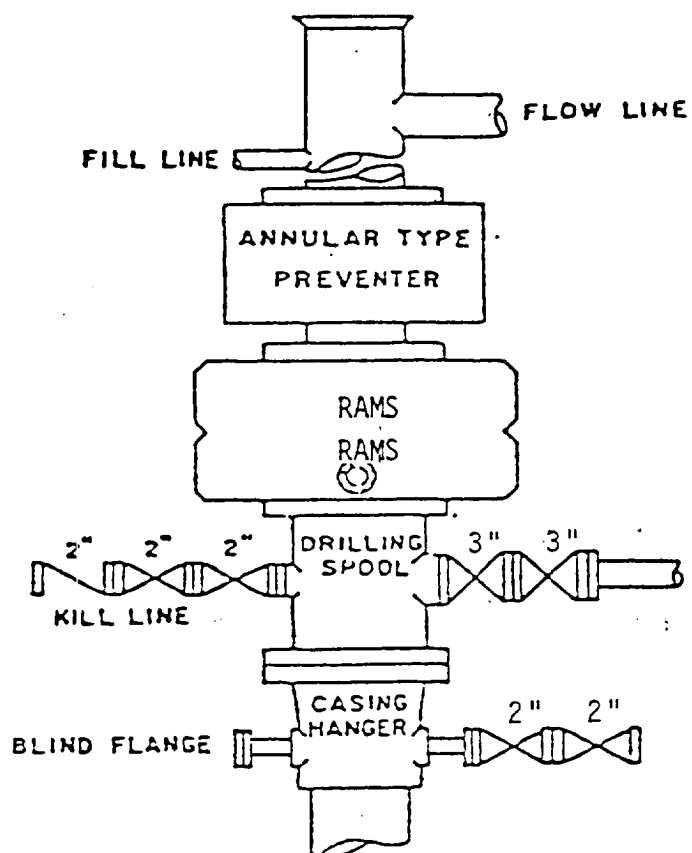 FLOW LINE
FILL LINE
ANNULAR TYPE
PREVENTER
RAMS
RAMS
2" 2" 2"
DRILLING
SPOOL
3" 3"
KILL LINE
CASING
HANGER
2" 2"
BLIND FLANGE